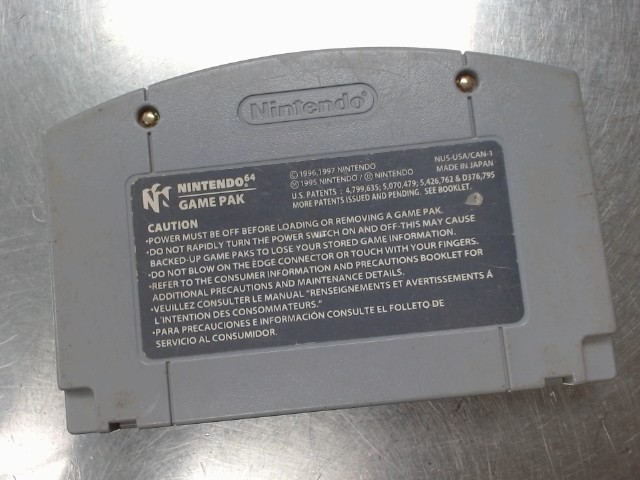 Nintendo®
NINTENDO 64
GAME PAK
© 1996,1997 NINTENDO
Ⓜ 1995 NINTENDO / Ⓡ NINTENDO
NUS-USA/CAN-1
MADE IN JAPAN
U.S. PATENTS : 4,799,635; 5,070,479; 5,426,762 & D376,795
MORE PATENTS ISSUED AND PENDING. SEE BOOKLET.
CAUTION
•POWER MUST BE OFF BEFORE LOADING OR REMOVING A GAME PAK.
•DO NOT RAPIDLY TURN THE POWER SWITCH ON AND OFF-THIS MAY CAUSE
BACKED-UP GAME PAKS TO LOSE YOUR STORED GAME INFORMATION.
•DO NOT BLOW ON THE EDGE CONNECTOR OR TOUCH WITH YOUR FINGERS.
•REFER TO THE CONSUMER INFORMATION AND PRECAUTIONS BOOKLET FOR
ADDITIONAL PRECAUTIONS AND MAINTENANCE DETAILS.
•VEUILLEZ CONSULTER LE MANUAL "RENSEIGNEMENTS ET AVERTISSEMENTS À
L'INTENTION DES CONSOMMATEURS."
•PARA PRECAUCIONES E INFORMACIÓN CONSULTE EL FOLLETO DE
SERVICIO AL CONSUMIDOR.